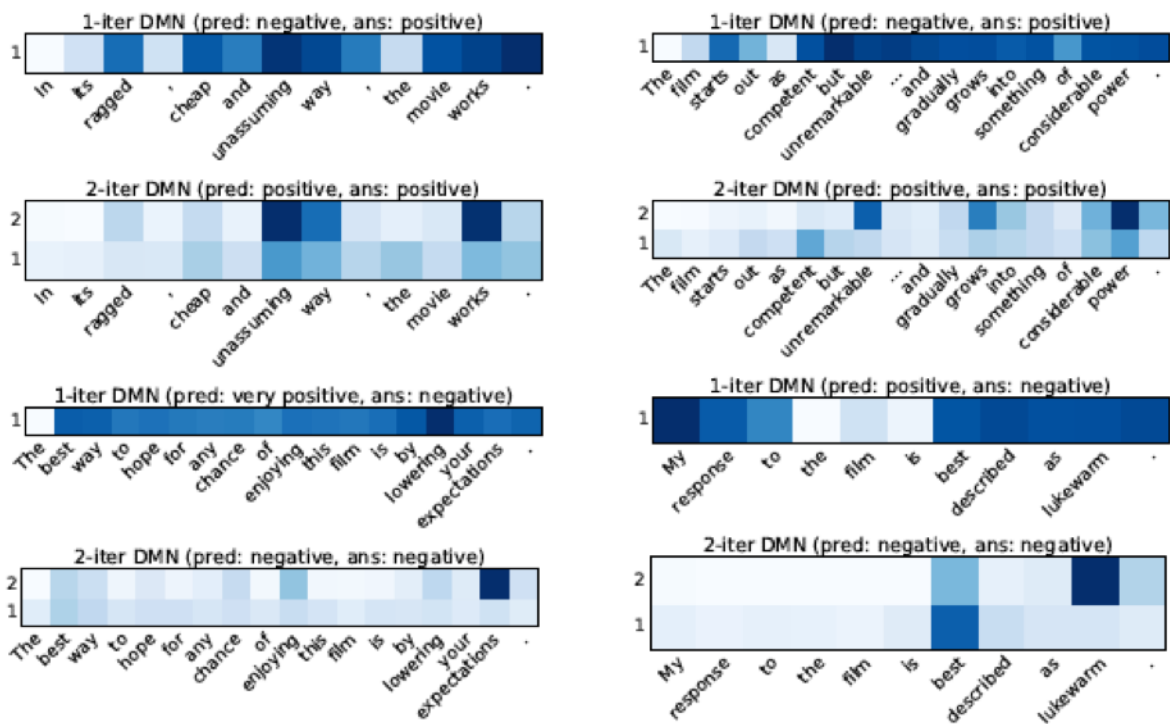 1-iter DMN (pred: negative, ans: positive)
1
In its ragged , cheap and unassuming way , the movie works .
2-iter DMN (pred: positive, ans: positive)
2
1
In its ragged , cheap and unassuming way , the movie works .
1-iter DMN (pred: very positive, ans: negative)
1
The best way to hope for any chance of enjoying this film is by lowering your expectations .
2-iter DMN (pred: negative, ans: negative)
2
1
The best way to hope for any chance of enjoying this film is by lowering your expectations .
1-iter DMN (pred: negative, ans: positive)
1
The film starts out as competent but unremarkable ... and gradually grows into something of considerable power .
2-iter DMN (pred: positive, ans: positive)
2
1
The film starts out as competent but unremarkable ... and gradually grows into something of considerable power .
1-iter DMN (pred: positive, ans: negative)
1
My response to the film is best described as lukewarm .
2-iter DMN (pred: negative, ans: negative)
2
1
My response to the film is best described as lukewarm .